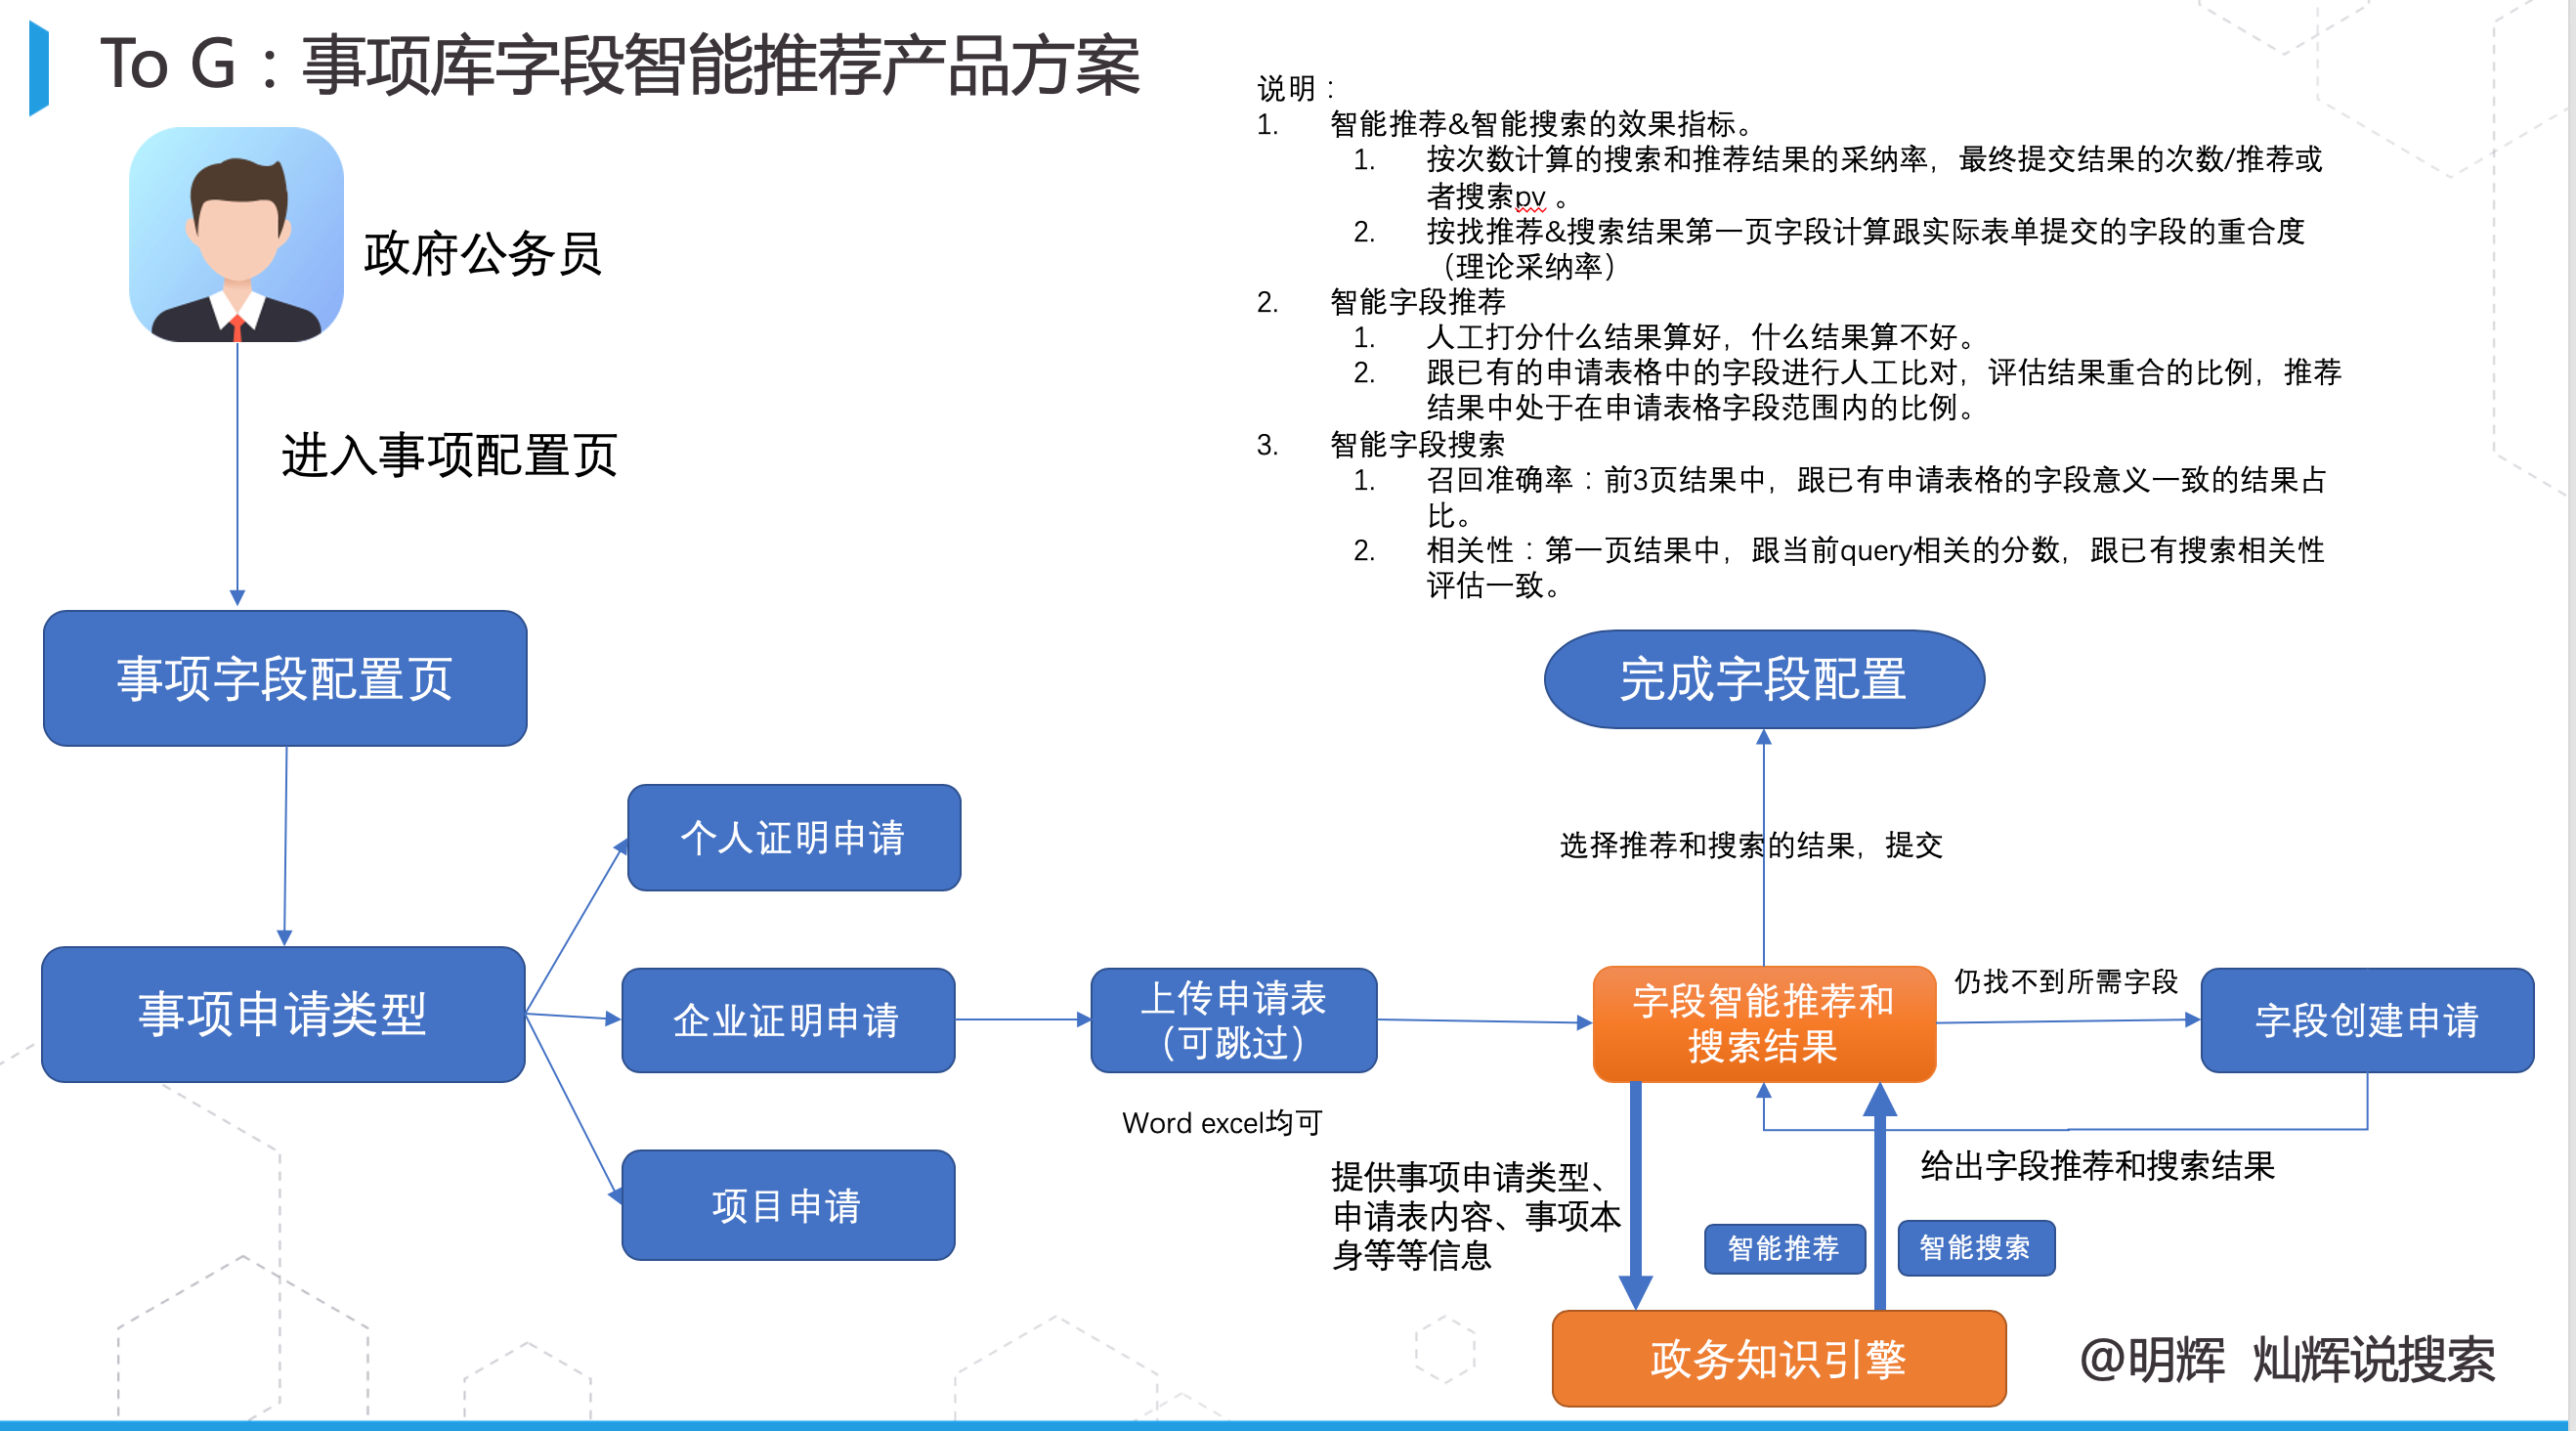 To G：事项库字段智能推荐产品方案
说明：
1. 智能推荐&智能搜索的效果指标。
1. 按次数计算的搜索和推荐结果的采纳率，最终提交结果的次数/推荐或
者搜索pv 。
2. 按找推荐&搜索结果第一页字段计算跟实际表单提交的字段的重合度
（理论采纳率）
2. 智能字段推荐
1. 人工打分什么结果算好，什么结果算不好。
2. 跟已有的申请表格中的字段进行人工比对，评估结果重合的比例，推荐
结果中处于在申请表格字段范围内的比例。
3. 智能字段搜索
1. 召回准确率：前3页结果中，跟已有申请表格的字段意义一致的结果占
比。
2. 相关性：第一页结果中，跟当前query相关的分数，跟已有搜索相关性
评估一致。
政府公务员
进入事项配置页
事项字段配置页
完成字段配置
个人证明申请
选择推荐和搜索的结果，提交
事项申请类型
企业证明申请
上传申请表
（可跳过）
字段智能推荐和
搜索结果
仍找不到所需字段
字段创建申请
Word excel均可
项目申请
提供事项申请类型、
申请表内容、事项本
身等等信息
给出字段推荐和搜索结果
智能推荐
智能搜索
政务知识引擎
@明辉 灿辉说搜索